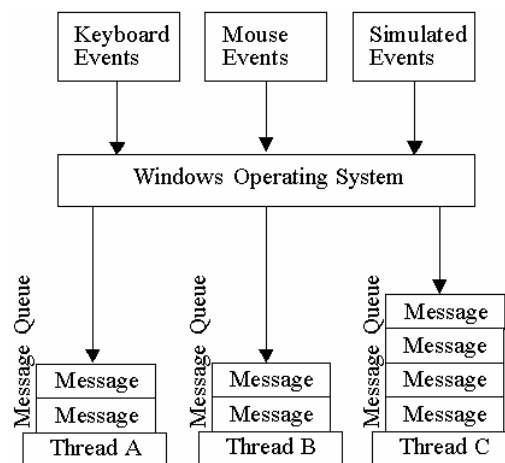 Keyboard
Events
Mouse
Events
Simulated
Events
Windows Operating System
Message Queue
Message
Message
Thread A
Message Queue
Message
Message
Thread B
Message Queue
Message
Message
Message
Message
Thread C